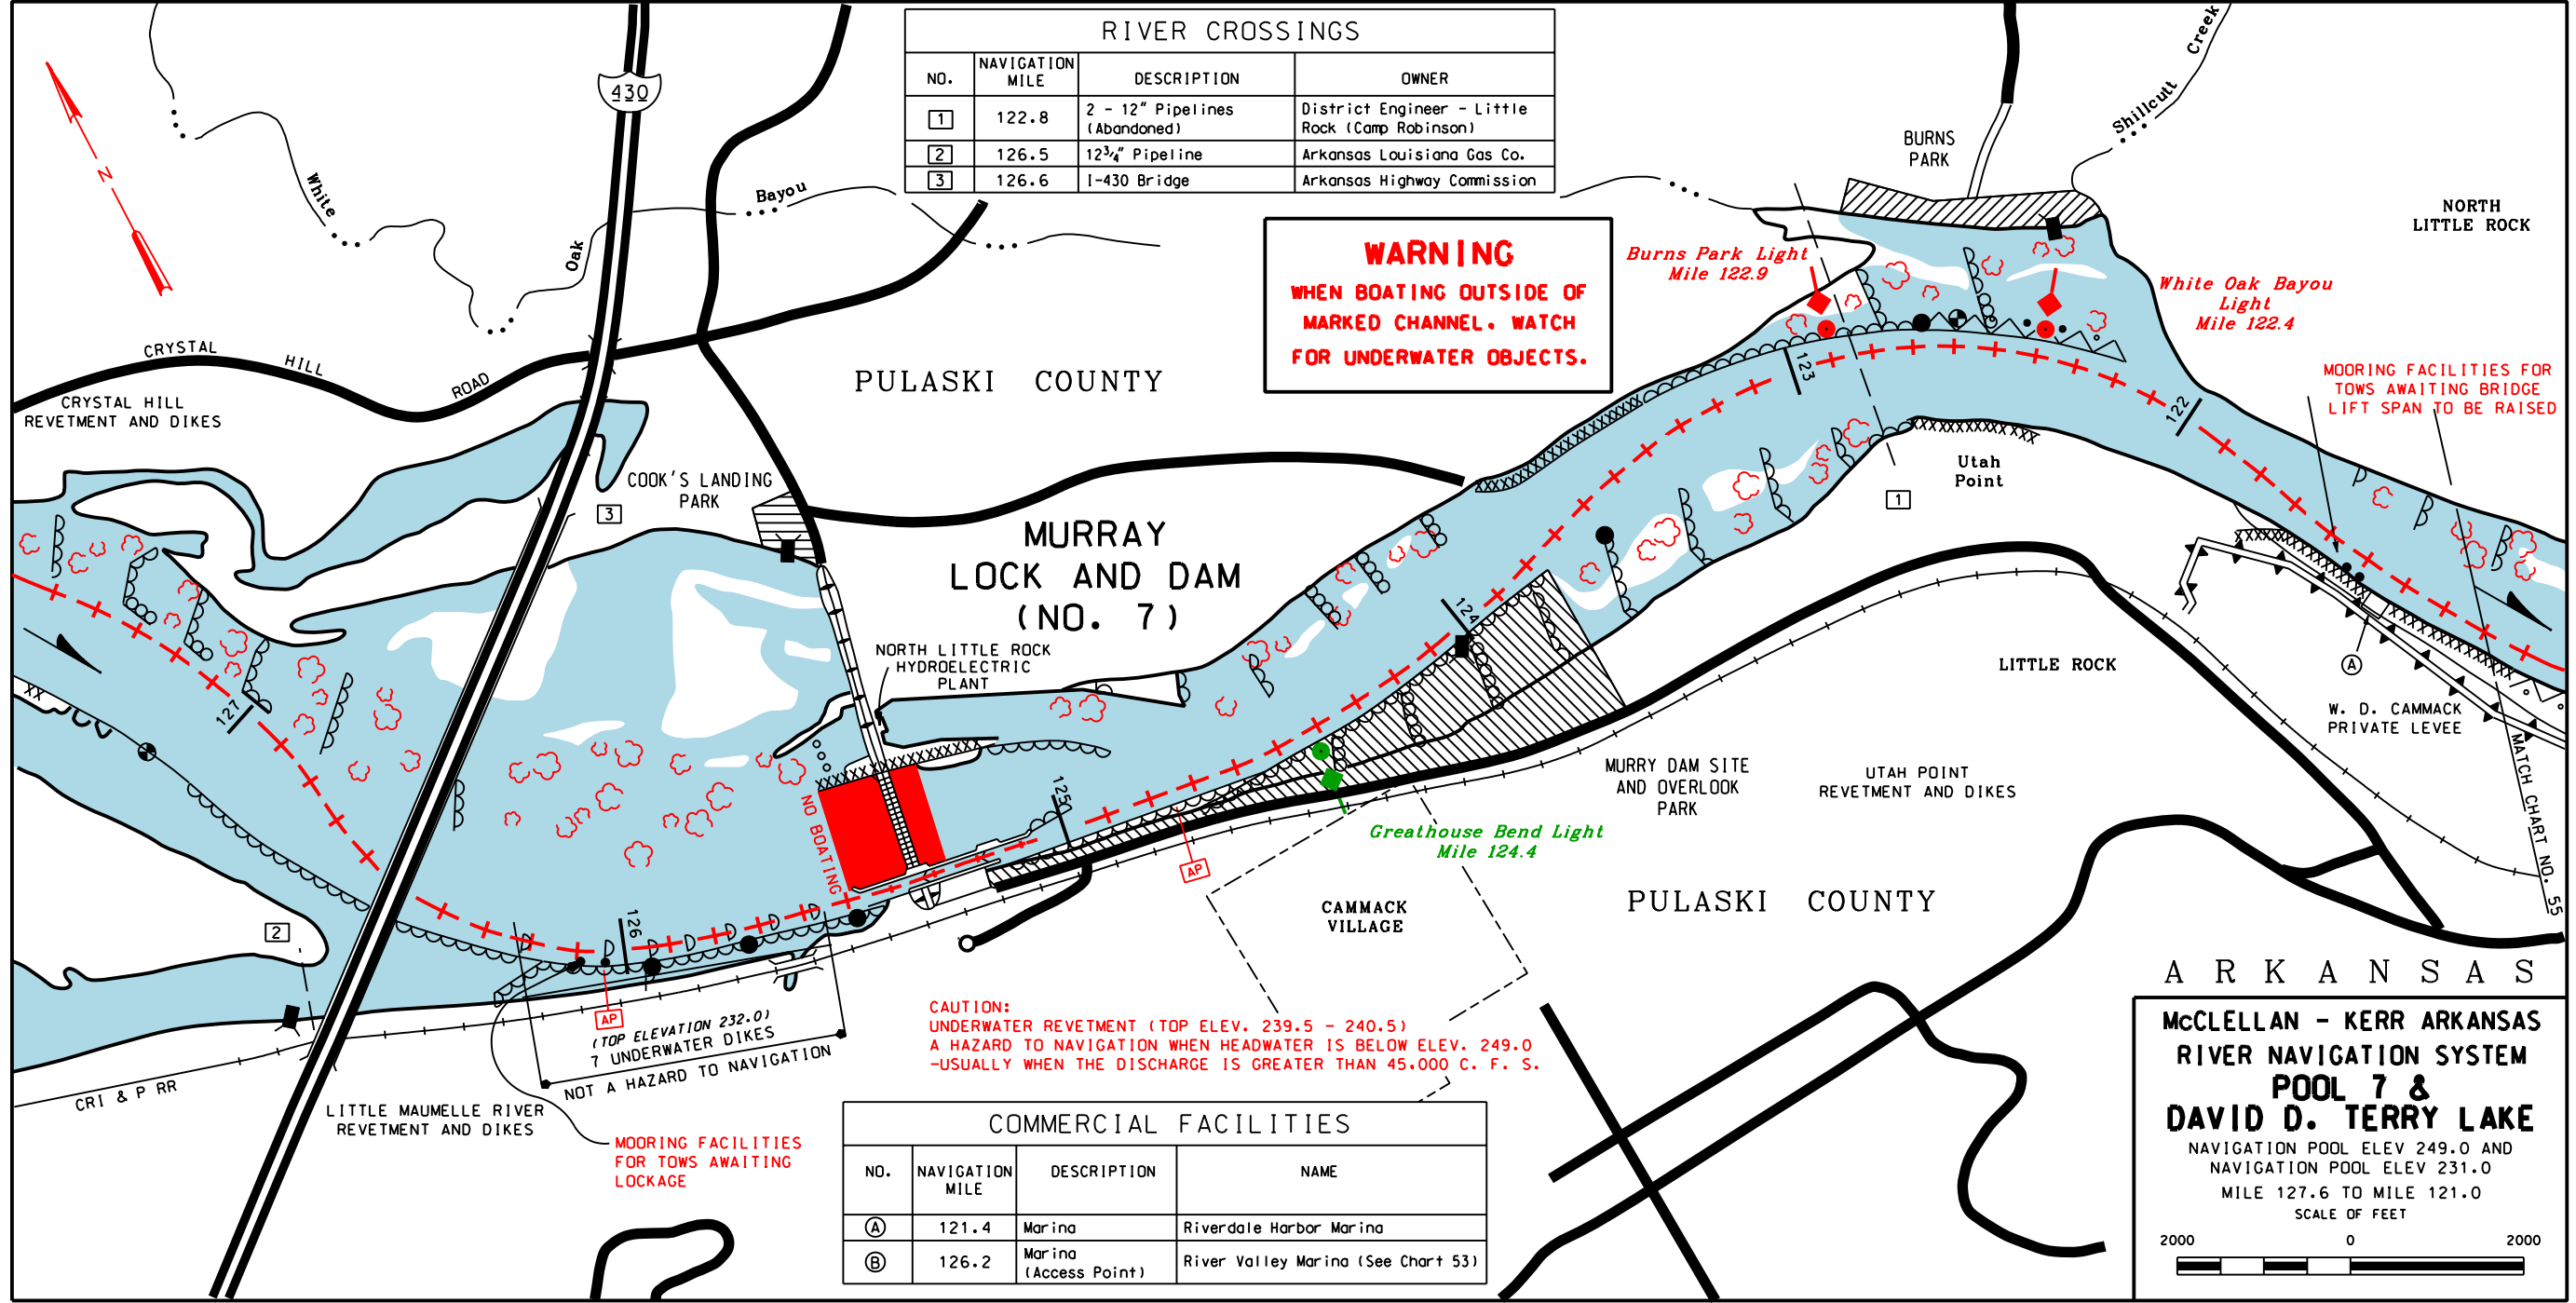 RIVER CROSSINGS
NO. NAVIGATION MILE DESCRIPTION OWNER
1 122.8 2 - 12" Pipelines (Abandoned) District Engineer - Little Rock (Camp Robinson)
2 126.5 12¾" Pipeline Arkansas Louisiana Gas Co.
3 126.6 I-430 Bridge Arkansas Highway Commission
430
N
White
Oak
Bayou
Shillcutt Creek
BURNS
PARK
NORTH
LITTLE ROCK
WARNING
WHEN BOATING OUTSIDE OF
MARKED CHANNEL. WATCH
FOR UNDERWATER OBJECTS.
Burns Park Light
Mile 122.9
White Oak Bayou
Light
Mile 122.4
MOORING FACILITIES FOR
TOWS AWAITING BRIDGE
LIFT SPAN TO BE RAISED
CRYSTAL HILL ROAD
CRYSTAL HILL
REVETMENT AND DIKES
PULASKI COUNTY
123
122
COOK'S LANDING
PARK
3
1
Utah
Point
MURRAY
LOCK AND DAM
(NO. 7)
124
NORTH LITTLE ROCK
HYDROELECTRIC
PLANT
LITTLE ROCK
A
W. D. CAMMACK
PRIVATE LEVEE
127
125
NO BOATING
MURRY DAM SITE
AND OVERLOOK
PARK
UTAH POINT
REVETMENT AND DIKES
MATCH CHART NO. 55
Greathouse Bend Light
Mile 124.4
AP
126
2
CAMMACK
VILLAGE
PULASKI COUNTY
ARKANSAS
AP
(TOP ELEVATION 232.0)
7 UNDERWATER DIKES
NOT A HAZARD TO NAVIGATION
CAUTION:
UNDERWATER REVETMENT (TOP ELEV. 239.5 - 240.5)
A HAZARD TO NAVIGATION WHEN HEADWATER IS BELOW ELEV. 249.0
-USUALLY WHEN THE DISCHARGE IS GREATER THAN 45.000 C. F. S.
CRI & P RR
LITTLE MAUMELLE RIVER
REVETMENT AND DIKES
MOORING FACILITIES
FOR TOWS AWAITING
LOCKAGE
COMMERCIAL FACILITIES
NO. NAVIGATION MILE DESCRIPTION NAME
A 121.4 Marina Riverdale Harbor Marina
B 126.2 Marina (Access Point) River Valley Marina (See Chart 53)
McCLELLAN - KERR ARKANSAS
RIVER NAVIGATION SYSTEM
POOL 7 &
DAVID D. TERRY LAKE
NAVIGATION POOL ELEV 249.0 AND
NAVIGATION POOL ELEV 231.0
MILE 127.6 TO MILE 121.0
SCALE OF FEET
2000 0 2000